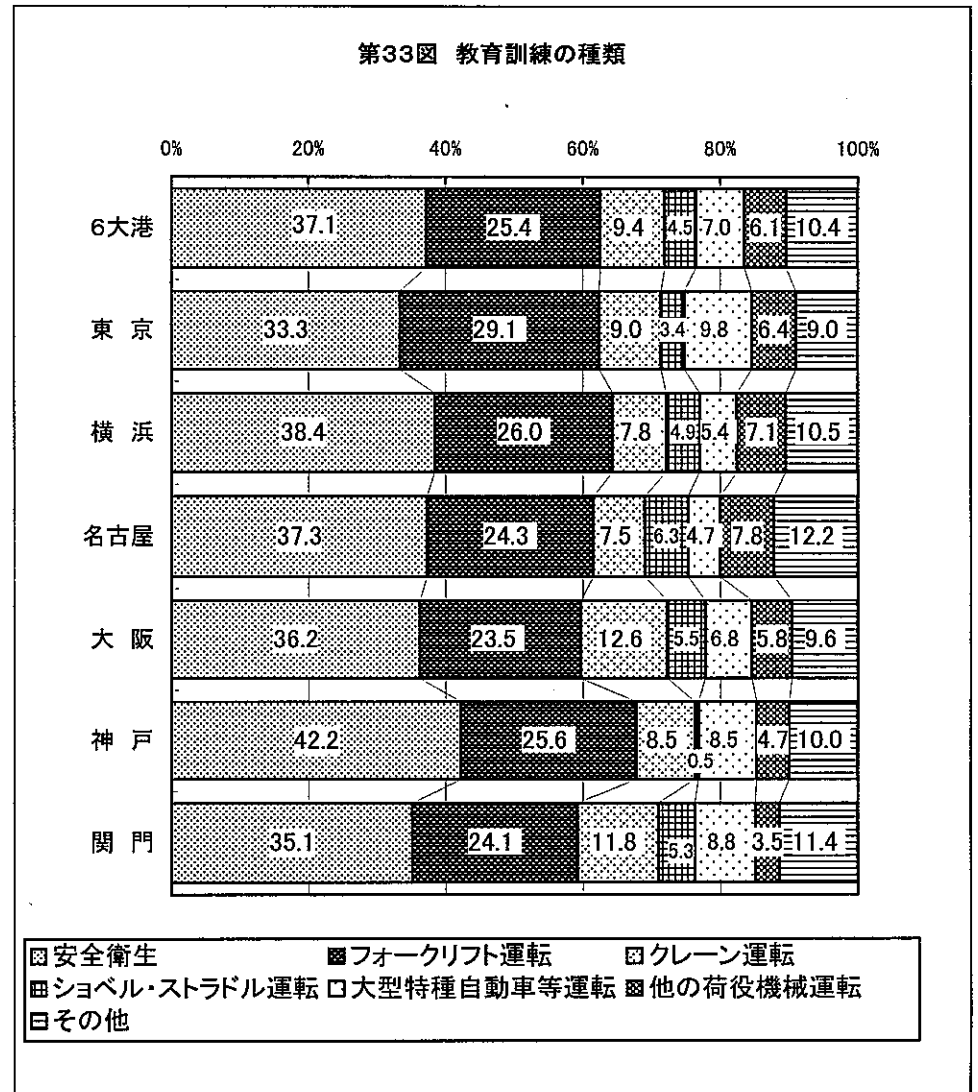 第33図 教育訓練の種類
0% 20% 40% 60% 80% 100%
6大港 37.1 25.4 9.4 4.5 7.0 6.1 10.4
東京 33.3 29.1 9.0 3.4 9.8 6.4 9.0
横浜 38.4 26.0 7.8 4.9 5.4 7.1 10.5
名古屋 37.3 24.3 7.5 6.3 4.7 7.8 12.2
大阪 36.2 23.5 12.6 5.5 6.8 5.8 9.6
神戸 42.2 25.6 8.5 0.5 8.5 4.7 10.0
関門 35.1 24.1 11.8 5.3 8.8 3.5 11.4
安全衛生 フォークリフト運転 クレーン運転
ショベル・ストラドル運転 大型特種自動車等運転 他の荷役機械運転
その他